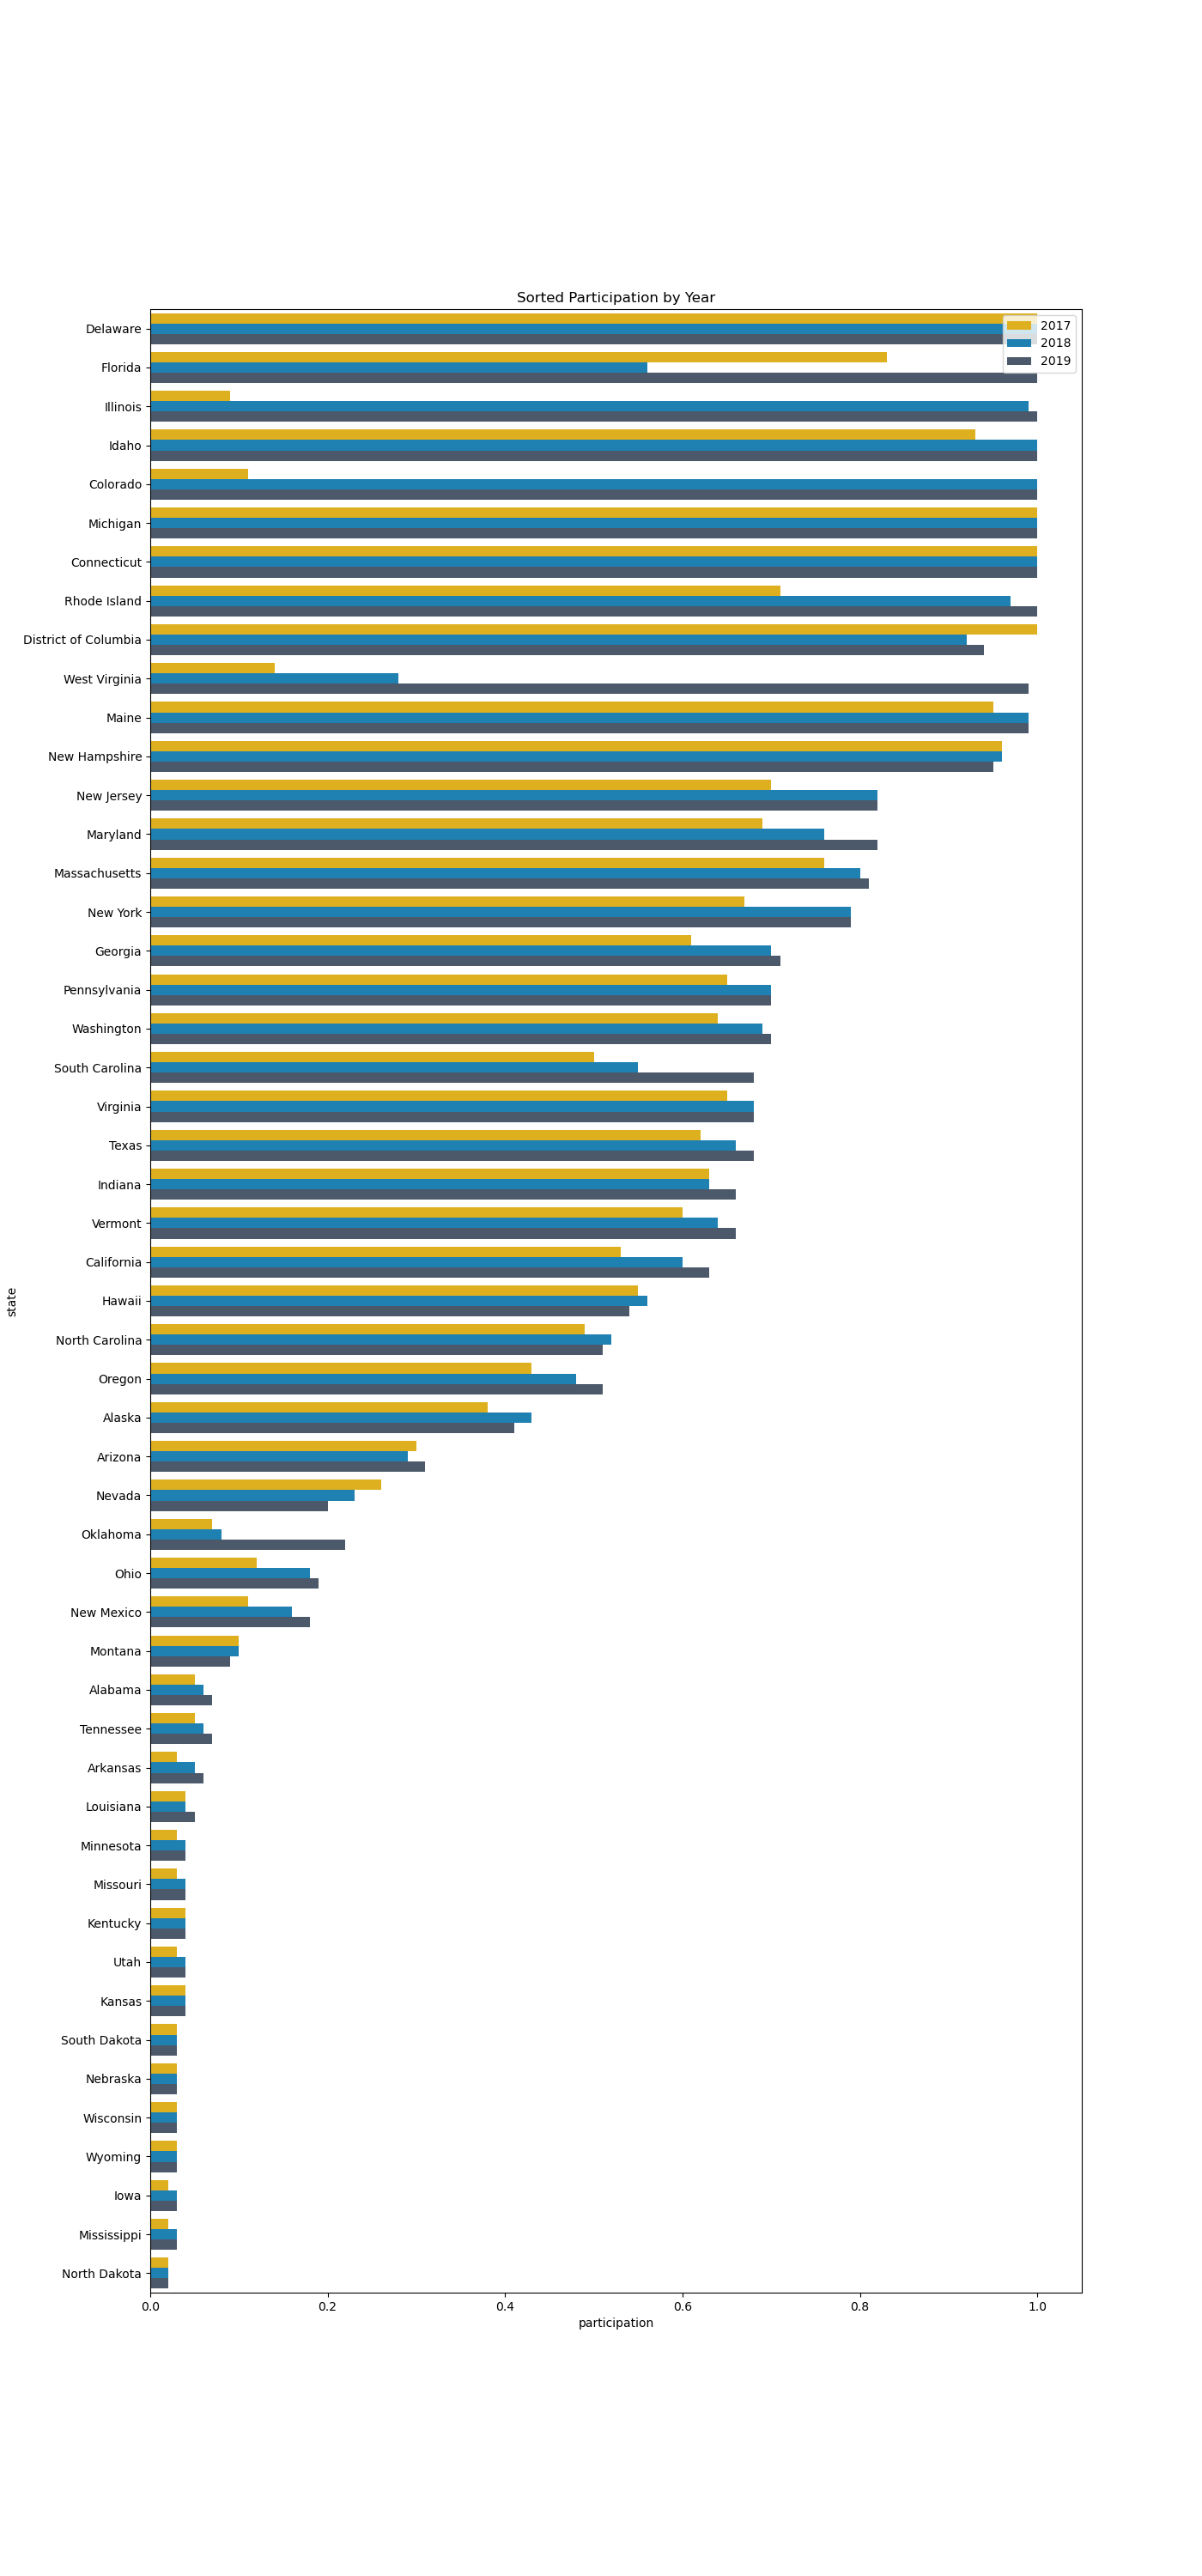 Sorted Participation by Year
2017
2018
2019
Delaware
Florida
Illinois
Idaho
Colorado
Michigan
Connecticut
Rhode Island
District of Columbia
West Virginia
Maine
New Hampshire
New Jersey
Maryland
Massachusetts
New York
Georgia
Pennsylvania
Washington
South Carolina
Virginia
Texas
Indiana
Vermont
California
Hawaii
North Carolina
Oregon
Alaska
Arizona
Nevada
Oklahoma
Ohio
New Mexico
Montana
Alabama
Tennessee
Arkansas
Louisiana
Minnesota
Missouri
Kentucky
Utah
Kansas
South Dakota
Nebraska
Wisconsin
Wyoming
Iowa
Mississippi
North Dakota
state
0.0 0.2 0.4 0.6 0.8 1.0
participation